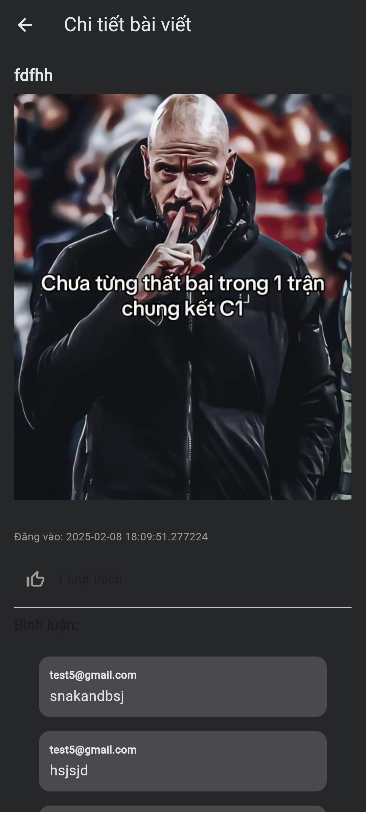 Chi tiết bài viết
fdfhh
Chưa từng thất bại trong 1 trận
chung kết C1
Đăng vào: 2025-02-08 18:09:51.277224
1 lượt thích
Bình luận:
test5@gmail.com
snakandbsj
test5@gmail.com
hsjsjd